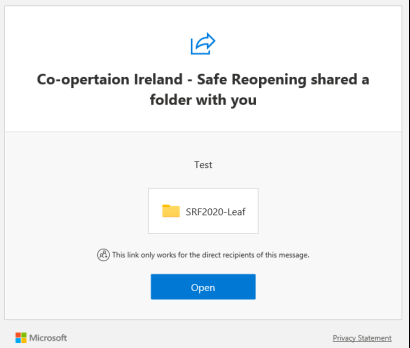 Co-opertaion Ireland - Safe Reopening shared a
folder with you
Test
SRF2020-Leaf
This link only works for the direct recipients of this message.
Open
Microsoft
Privacy Statement